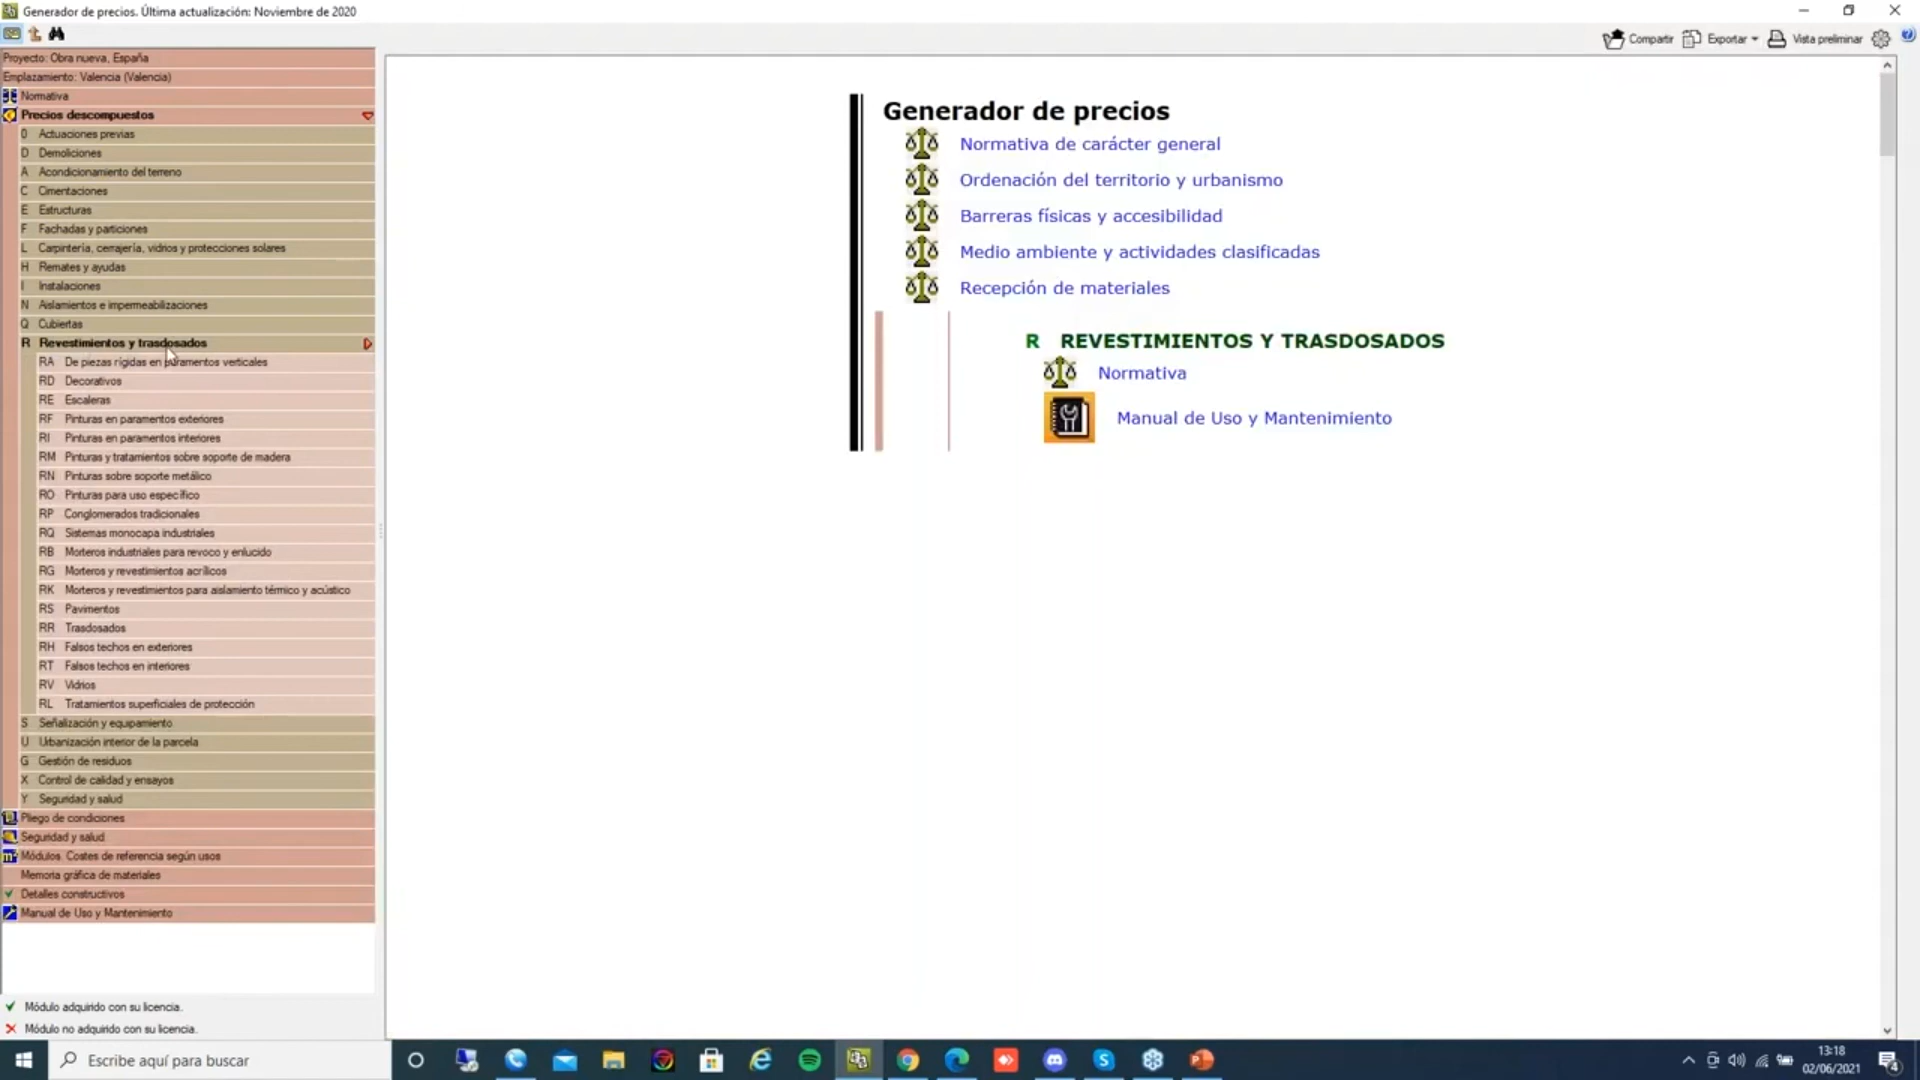 Generador de precios. Última actualización: Noviembre de 2020
Compartir
Exportar
Vista preliminar
Proyecto: Obra nueva, España
Emplazamiento: Valencia (Valencia)
Normativa
Precios descompuestos
0 Actuaciones previas
D Demoliciones
A Acondicionamiento del terreno
C Cimentaciones
E Estructuras
F Fachadas y particiones
L Carpintería, cerrajería, vidrios y protecciones solares
H Remates y ayudas
I Instalaciones
N Aislamientos e impermeabilizaciones
Q Cubiertas
R Revestimientos y trasdosados
RA De piezas rígidas en paramentos verticales
RD Decorativos
RE Escaleras
RF Pinturas en paramentos exteriores
RI Pinturas en paramentos interiores
RM Pinturas y tratamientos sobre soporte de madera
RN Pinturas sobre soporte metálico
RO Pinturas para uso específico
RP Conglomerados tradicionales
RQ Sistemas monocapa industriales
RB Morteros industriales para revoco y enlucido
RG Morteros y revestimientos acrílicos
RK Morteros y revestimientos para aislamiento térmico y acústico
RS Pavimentos
RR Trasdosados
RH Falsos techos en exteriores
RT Falsos techos en interiores
RV Vidrios
RL Tratamientos superficiales de protección
S Señalización y equipamiento
U Urbanización interior de la parcela
G Gestión de residuos
X Control de calidad y ensayos
Y Seguridad y salud
Pliego de condiciones
Seguridad y salud
Módulos. Costes de referencia según usos
Memoria gráfica de materiales
Detalles constructivos
Manual de Uso y Mantenimiento
Módulo adquirido con su licencia.
Módulo no adquirido con su licencia.
Generador de precios
Normativa de carácter general
Ordenación del territorio y urbanismo
Barreras físicas y accesibilidad
Medio ambiente y actividades clasificadas
Recepción de materiales
R REVESTIMIENTOS Y TRASDOSADOS
Normativa
Manual de Uso y Mantenimiento
Escribe aquí para buscar
13:18
02/06/2021
4